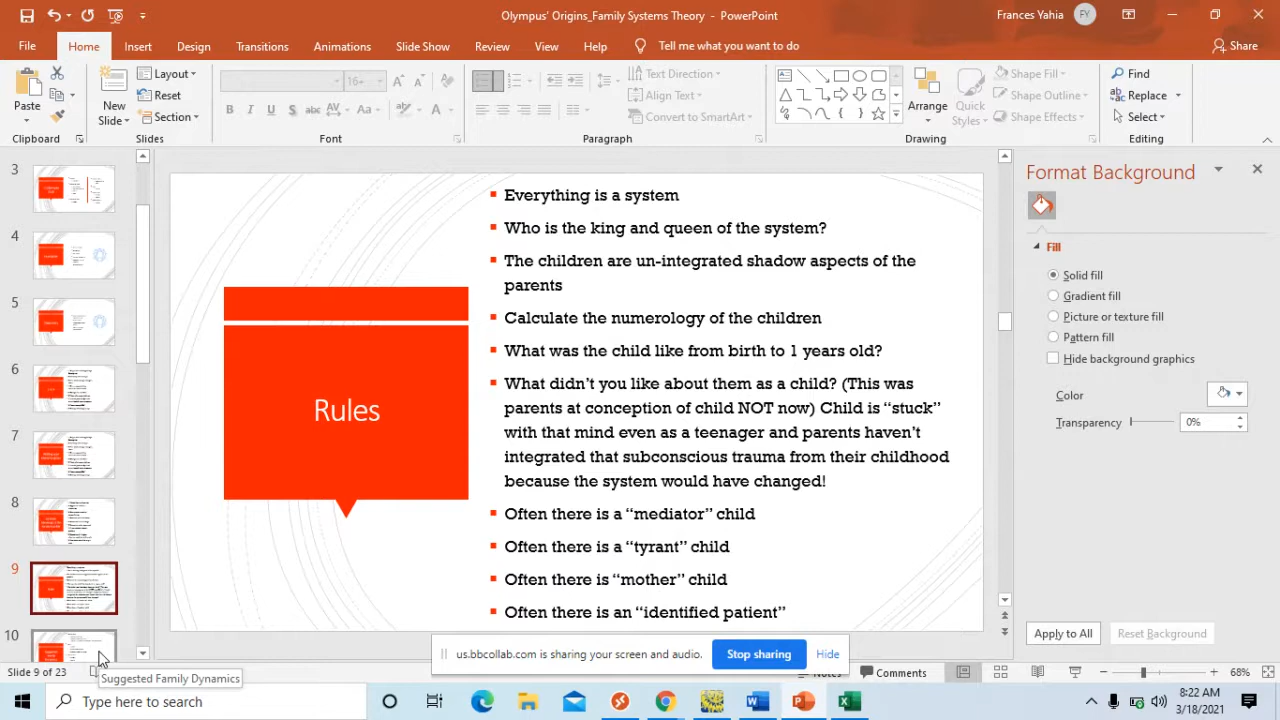 Olympus' Origins_Family Systems Theory - PowerPoint
Frances Yahia
FY
File Home Insert Design Transitions Animations Slide Show Review View Help Tell me what you want to do
Share
Paste
New
Slide
Layout
Reset
Section
16
Text Direction
Align Text
Convert to SmartArt
Arrange
Quick
Styles
Shape Fill
Shape Outline
Shape Effects
Find
Replace
Select
Clipboard Slides Font Paragraph Drawing Editing
3
4
5
6
7
8
9
10
Rules
Everything is a system
Who is the king and queen of the system?
The children are un-integrated shadow aspects of the
parents
Calculate the numerology of the children
What was the child like from birth to 1 years old?
What didn't you like about them as a child? (This was
parents at conception of child NOT now) Child is “stuck”
with that mind even as a teenager and parents haven't
integrated that subconscious trauma from their childhood
because the system would have changed!
Often there is a “mediator” child
Often there is a “tyrant” child
Often there is “mother” child
Often there is an “identified patient”
Format Background
Fill
Solid fill
Gradient fill
Picture or texture fill
Pattern fill
Hide background graphics
Color
Transparency 0%
Apply to All Reset Background
us.bbcollab.com is sharing your screen and audio. Stop sharing Hide
Slide 9 of 23
Suggested Family Dynamics
Notes
Comments
68%
Type here to search
8:22 AM
3/18/2021